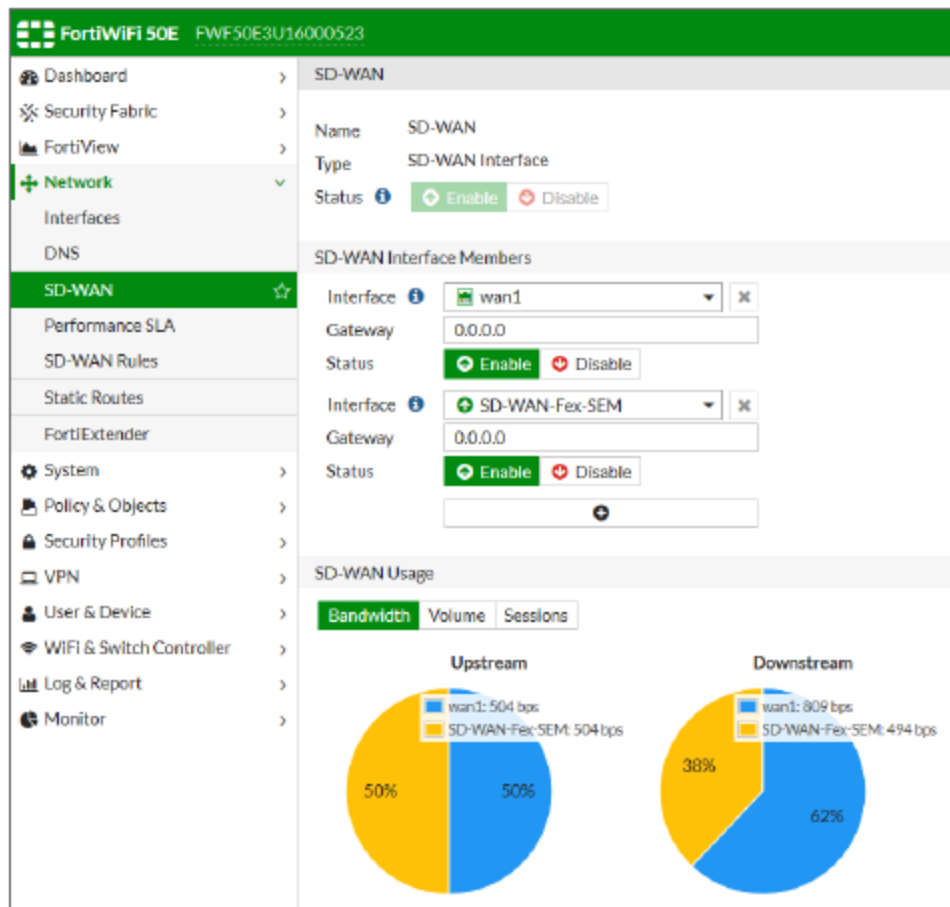 FortiWiFi 50E FWF50E3U16000523
Dashboard
Security Fabric
FortiView
Network
Interfaces
DNS
SD-WAN
Performance SLA
SD-WAN Rules
Static Routes
FortiExtender
System
Policy & Objects
Security Profiles
VPN
User & Device
WiFi & Switch Controller
Log & Report
Monitor
SD-WAN
Name SD-WAN
Type SD-WAN Interface
Status Enable Disable
SD-WAN Interface Members
Interface wan1
Gateway 0.0.0.0
Status Enable Disable
Interface SD-WAN-Fex-SEM
Gateway 0.0.0.0
Status Enable Disable
SD-WAN Usage
Bandwidth Volume Sessions
Upstream
wan1: 504 bps
SD-WAN-Fex-SEM: 504 bps
50% 50%
Downstream
wan1: 809 bps
SD-WAN-Fex-SEM: 494 bps
38%
62%